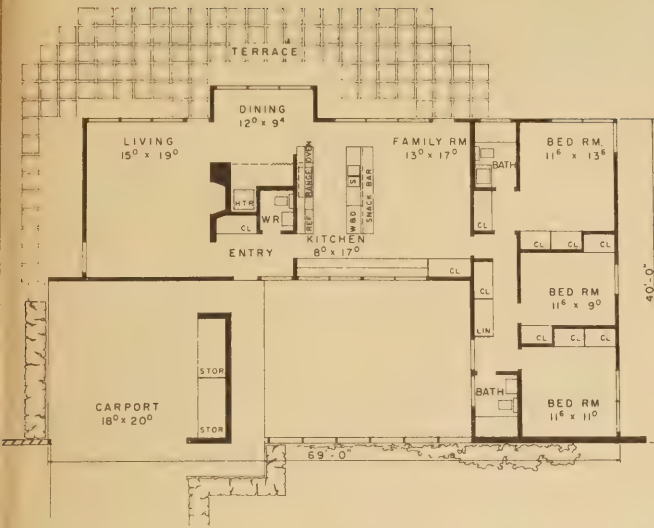 TERRACE
DINING
12⁰ x 9⁴
LIVING
15⁰ x 19⁰
FAMILY RM
13⁰ x 17⁰
BATH
BED RM.
11⁶ x 13⁶
OVEN
RANGE
REF
S
WBD
SNACK BAR
HTR
CL
WR
CL
ENTRY
KITCHEN
8⁰ x 17⁰
CL
CL
CL
CL
CL
BED RM
11⁶ x 9⁰
40'-0"
LIN
CL
CL
CL
STOR
STOR
CARPORT
18⁰ x 20⁰
BATH
BED RM
11⁶ x 11⁰
69'-0"